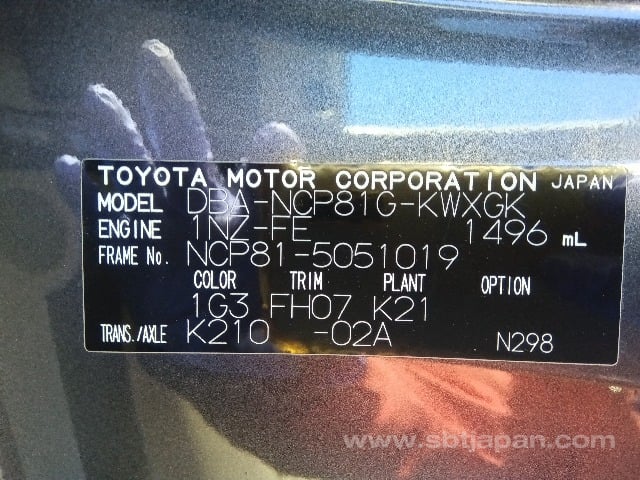 TOYOTA MOTOR CORPORATION JAPAN
MODEL DBA-NCP81G-KWXGK
ENGINE 1NZ-FE 1496 mL
FRAME No. NCP81-5051019
COLOR TRIM PLANT OPTION
1G3 FH07 K21
TRANS./AXLE K210 -02A N298
www.sbtjapan.com